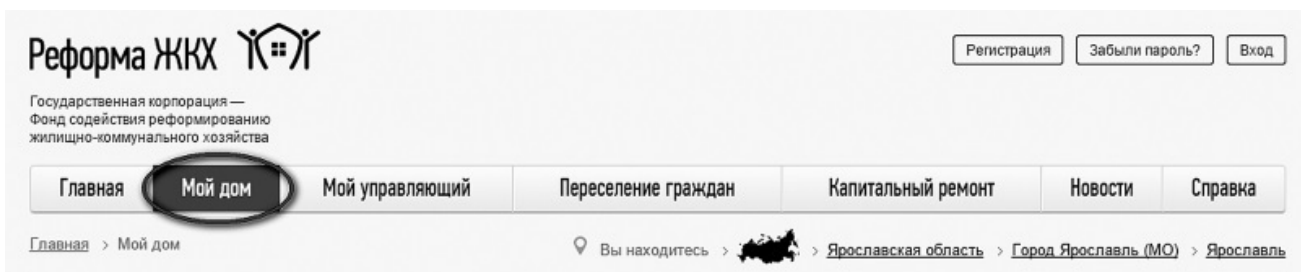 Реформа ЖКХ
Регистрация Забыли пароль? Вход
Государственная корпорация —
Фонд содействия реформированию
жилищно-коммунального хозяйства
Главная Мой дом Мой управляющий Переселение граждан Капитальный ремонт Новости Справка
Главная > Мой дом Вы находитесь > > Ярославская область > Город Ярославль (МО) > Ярославль